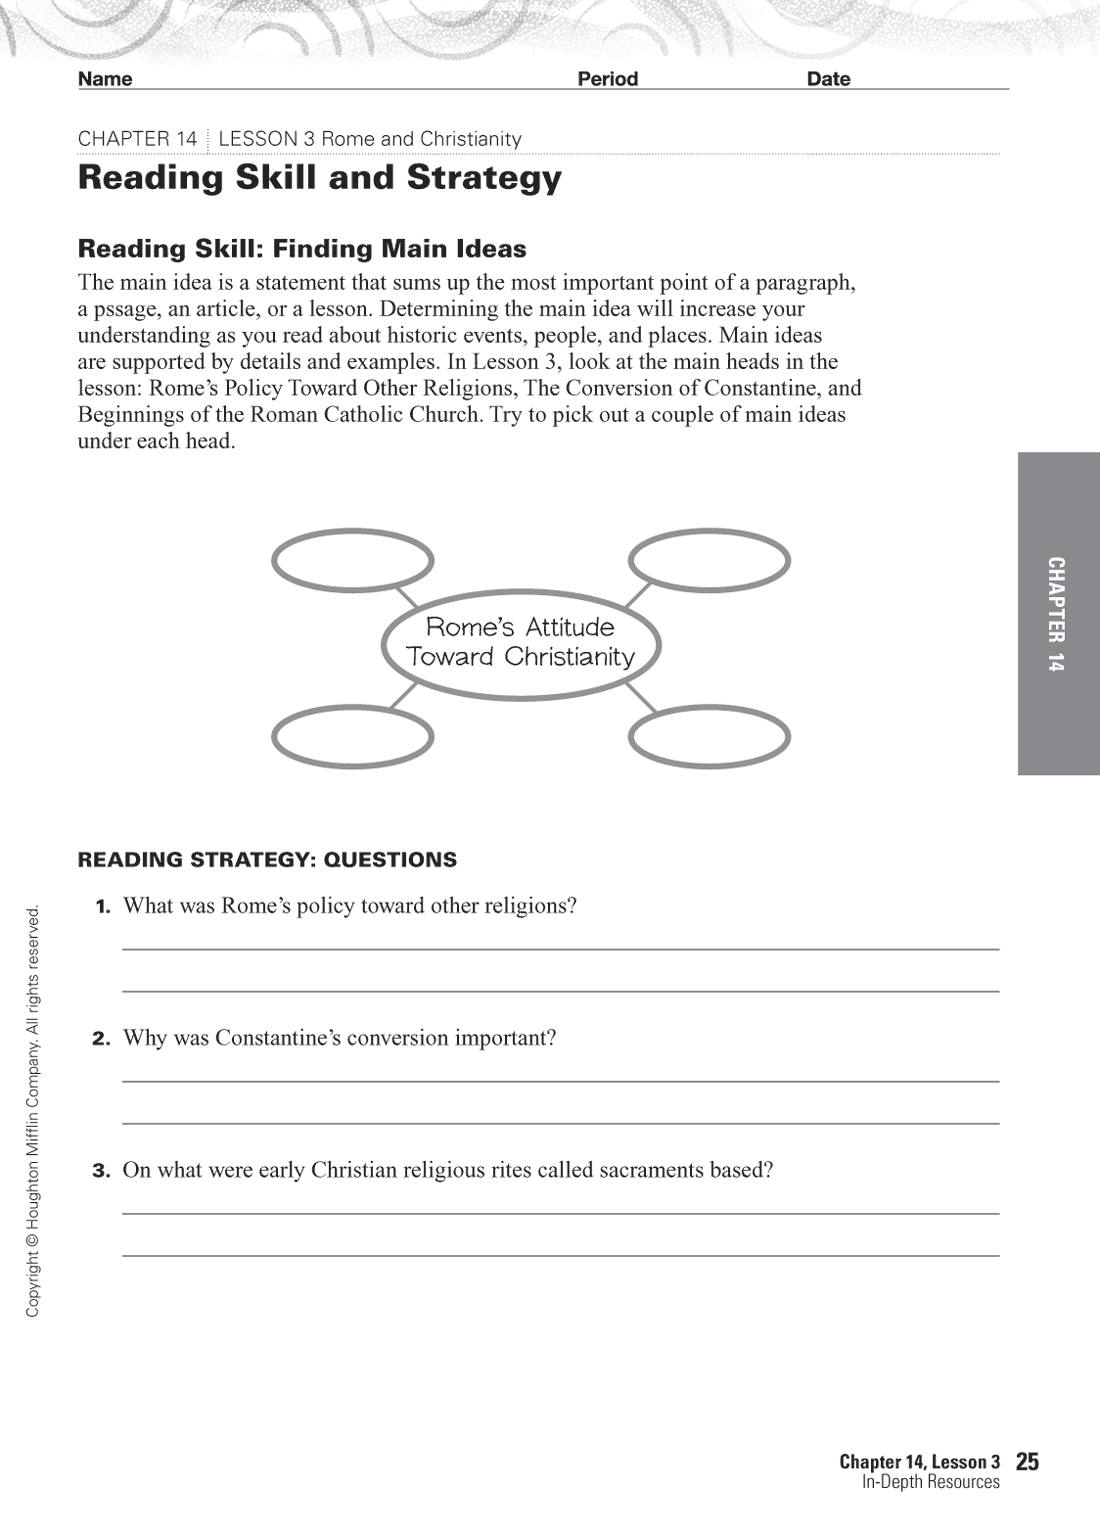 Name Period Date
CHAPTER 14 LESSON 3 Rome and Christianity
Reading Skill and Strategy
Reading Skill: Finding Main Ideas
The main idea is a statement that sums up the most important point of a paragraph,
a pssage, an article, or a lesson. Determining the main idea will increase your
understanding as you read about historic events, people, and places. Main ideas
are supported by details and examples. In Lesson 3, look at the main heads in the
lesson: Rome's Policy Toward Other Religions, The Conversion of Constantine, and
Beginnings of the Roman Catholic Church. Try to pick out a couple of main ideas
under each head.
CHAPTER 14
Rome's Attitude
Toward Christianity
READING STRATEGY: QUESTIONS
1. What was Rome's policy toward other religions?
2. Why was Constantine's conversion important?
3. On what were early Christian religious rites called sacraments based?
Copyright © Houghton Mifflin Company. All rights reserved.
Chapter 14, Lesson 3 25
In-Depth Resources